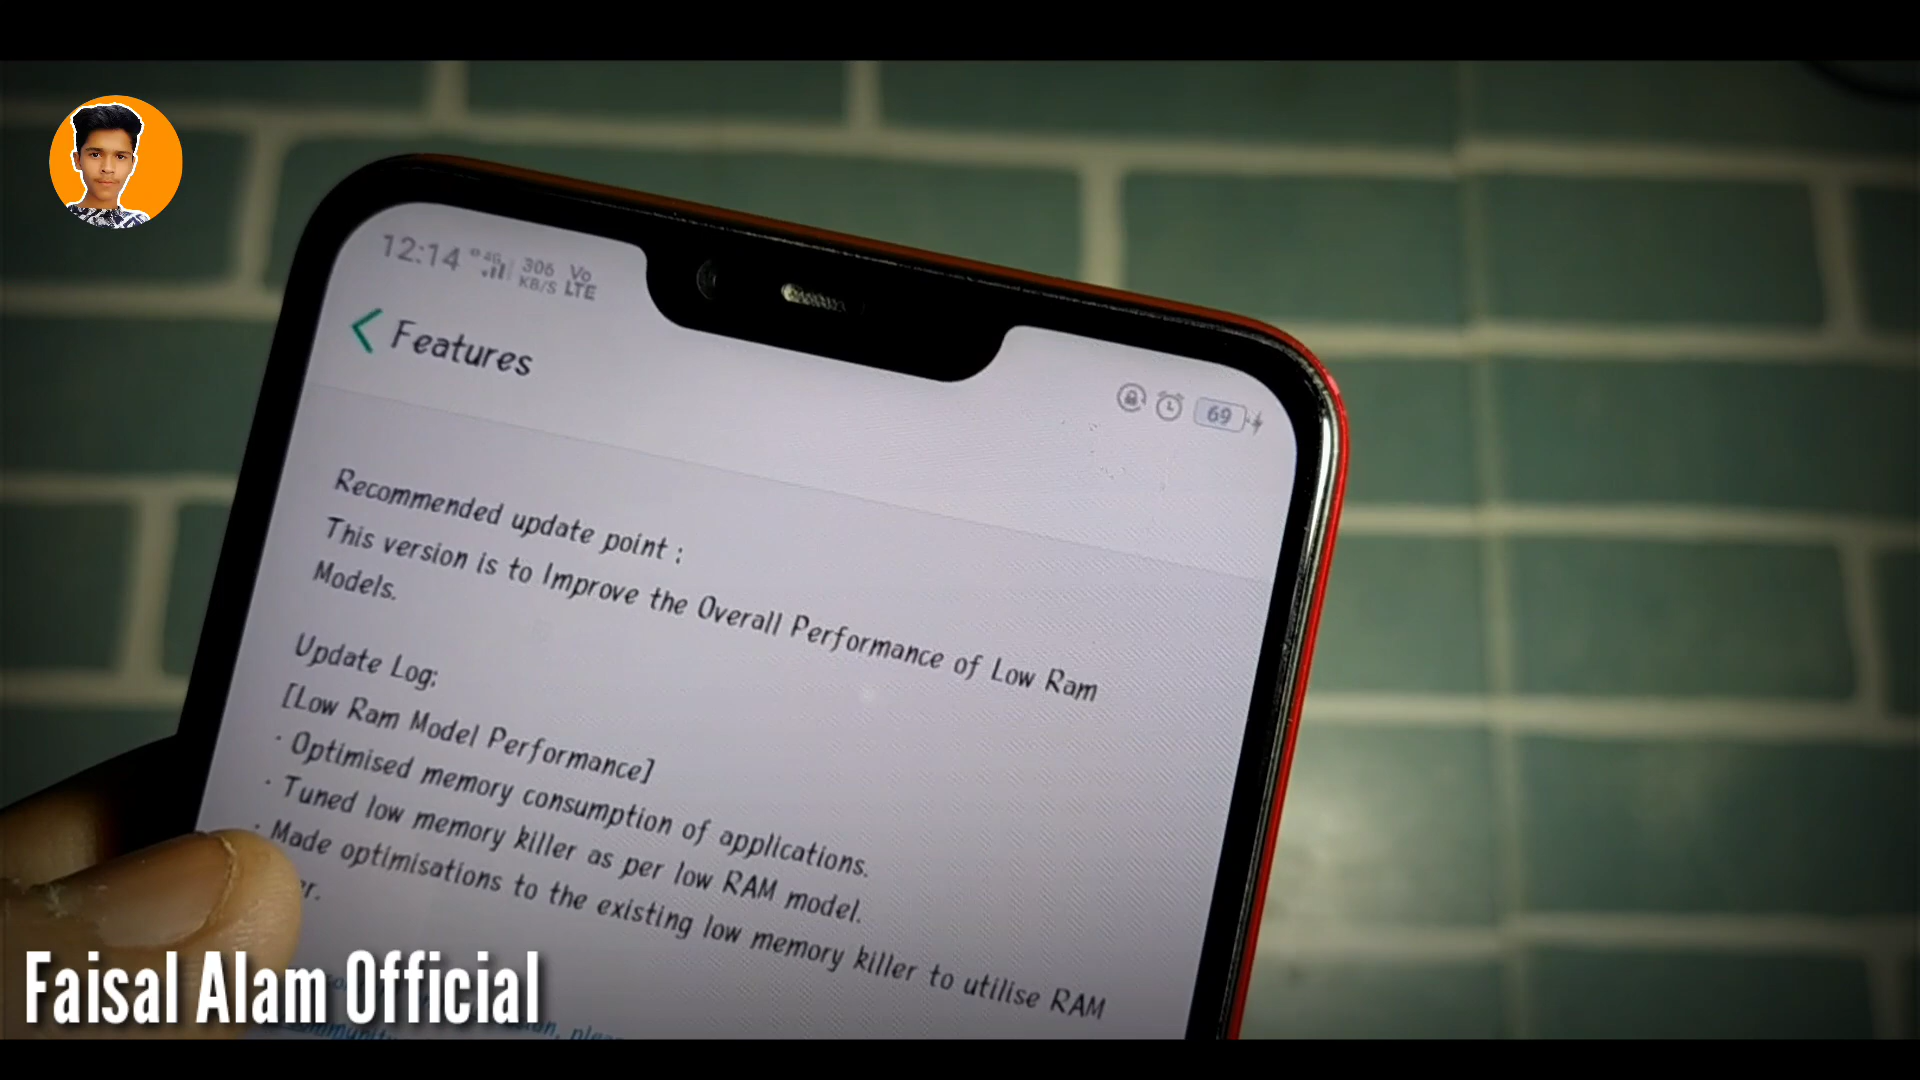 12:14 4G 306 KB/S Vo LTE
69
Features
Recommended update point :
This version is to Improve the Overall Performance of Low Ram
Models.
Update Log:
[Low Ram Model Performance]
· Optimised memory consumption of applications.
· Tuned low memory killer as per low RAM model.
· Made optimisations to the existing low memory killer to utilise RAM
er.
Faisal Alam Official